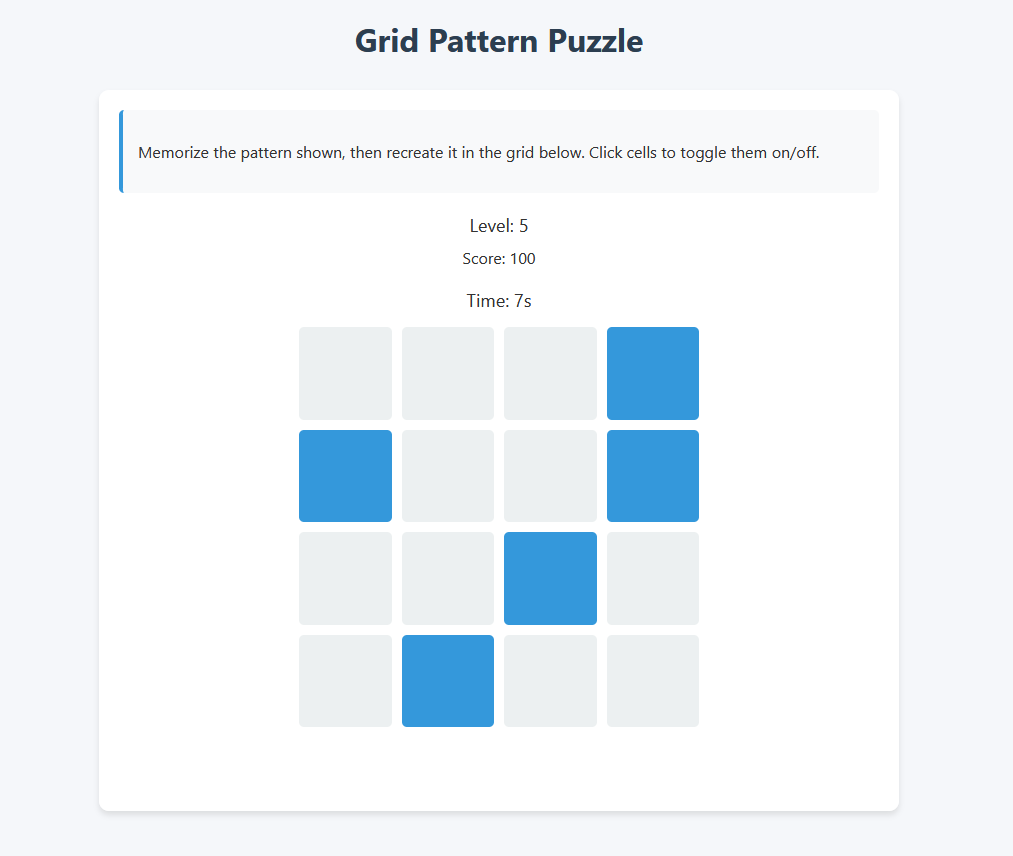 Grid Pattern Puzzle
Memorize the pattern shown, then recreate it in the grid below. Click cells to toggle them on/off.
Level: 5
Score: 100
Time: 7s